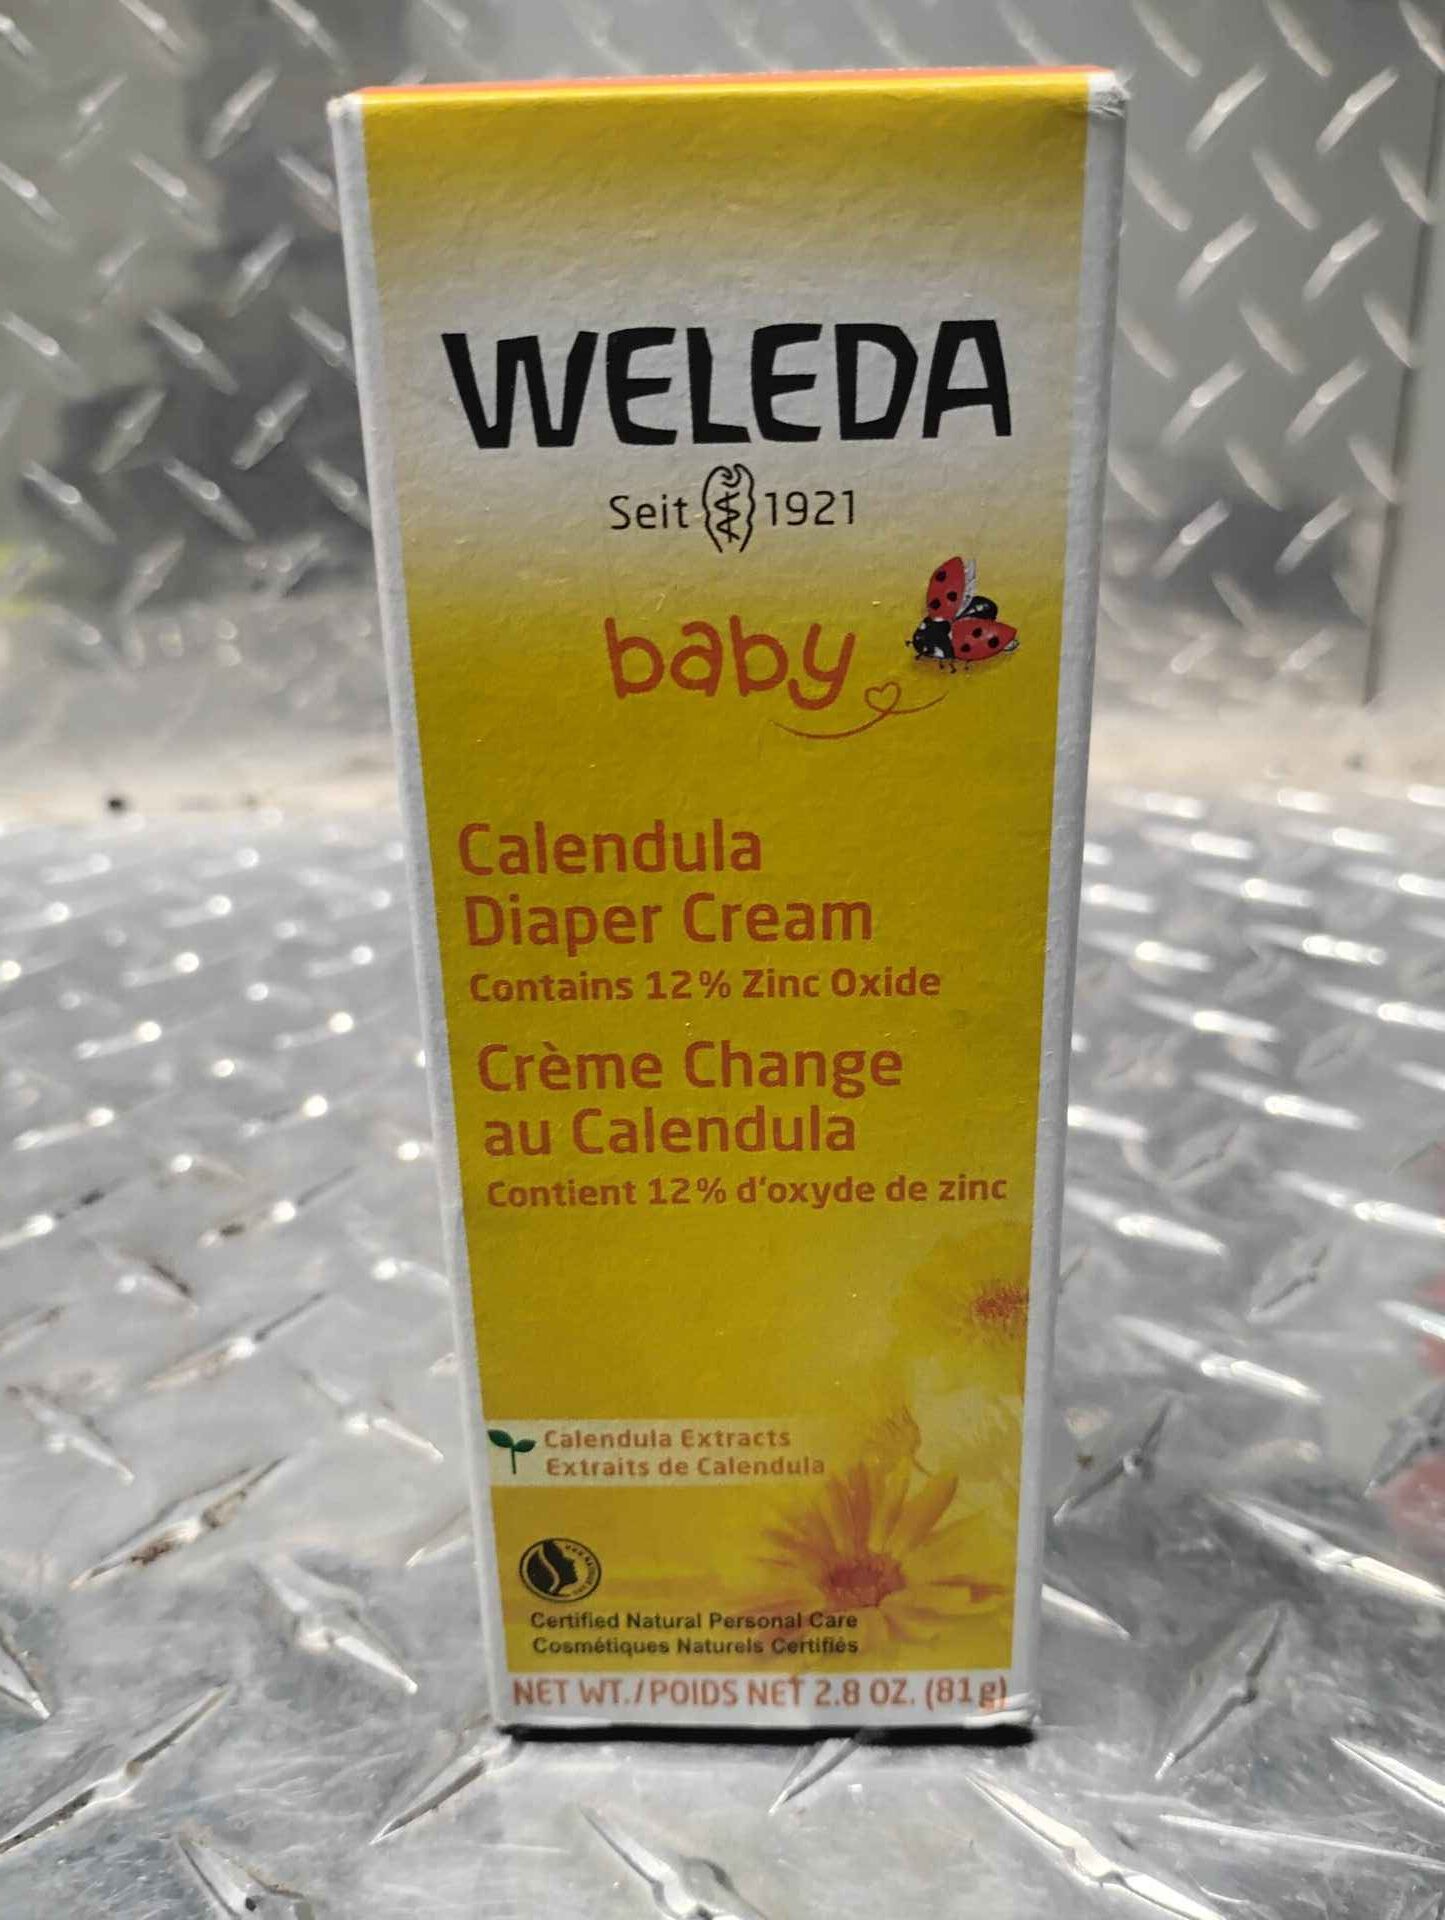 WELEDA
Seit 1921
baby
Calendula
Diaper Cream
Contains 12% Zinc Oxide
Crème Change
au Calendula
Contient 12% d'oxyde de zinc
Calendula Extracts
Extraits de Calendula
Certified Natural Personal Care
Cosmétiques Naturels Certifiés
NET WT./POIDS NET 2.8 OZ. (81 g)